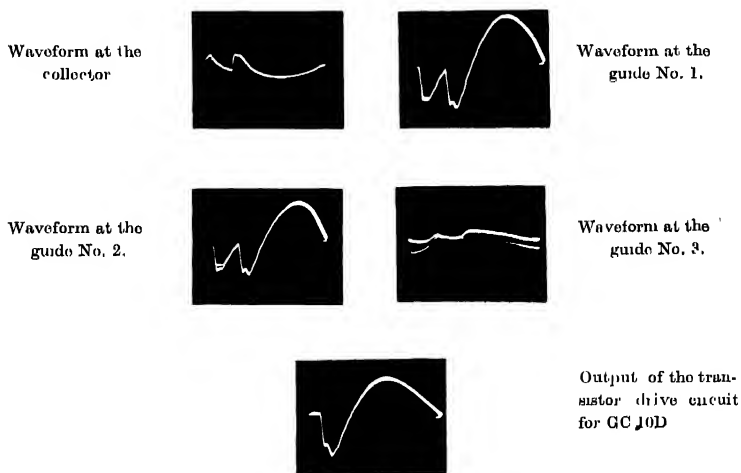 Waveform at the
collector
Waveform at the
guide No. 1.
Waveform at the
guide No. 2.
Waveform at the
guide No. 3.
Output of the tran-
sistor drive circuit
for GC 10D